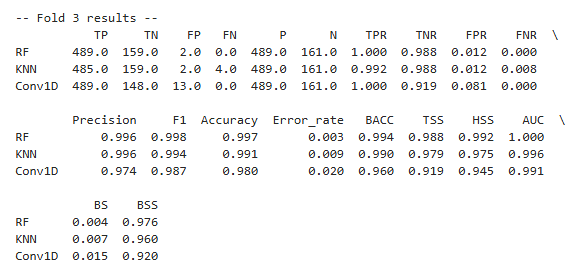 -- Fold 3 results --
TP TN FP FN P N TPR TNR FPR FNR \
RF 489.0 159.0 2.0 0.0 489.0 161.0 1.000 0.988 0.012 0.000
KNN 485.0 159.0 2.0 4.0 489.0 161.0 0.992 0.988 0.012 0.008
Conv1D 489.0 148.0 13.0 0.0 489.0 161.0 1.000 0.919 0.081 0.000
Precision F1 Accuracy Error_rate BACC TSS HSS AUC \
RF 0.996 0.998 0.997 0.003 0.994 0.988 0.992 1.000
KNN 0.996 0.994 0.991 0.009 0.990 0.979 0.975 0.996
Conv1D 0.974 0.987 0.980 0.020 0.960 0.919 0.945 0.991
BS BSS
RF 0.004 0.976
KNN 0.007 0.960
Conv1D 0.015 0.920